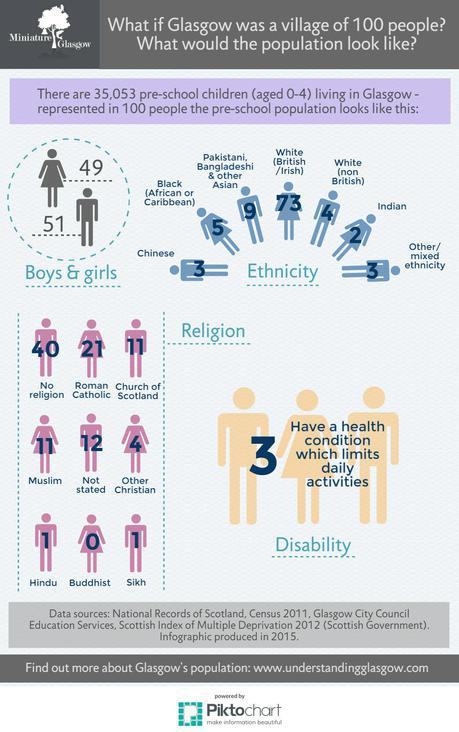 Miniature Glasgow
What if Glasgow was a village of 100 people?
What would the population look like?
There are 35,053 pre-school children (aged 0-4) living in Glasgow -
represented in 100 people the pre-school population looks like this:
49
51
Boys & girls
Chinese
3
Black
(African or
Caribbean)
5
Pakistani,
Bangladeshi
& other
Asian
9
White
(British
/Irish)
73
White
(non
British)
4
Indian
2
Other/
mixed
ethnicity
3
Ethnicity
Religion
40
No
religion
21
Roman
Catholic
11
Church of
Scotland
11
Muslim
12
Not
stated
4
Other
Christian
1
Hindu
0
Buddhist
1
Sikh
3
Have a health
condition
which limits
daily
activities
Disability
Data sources: National Records of Scotland, Census 2011, Glasgow City Council
Education Services, Scottish Index of Multiple Deprivation 2012 (Scottish Government).
Infographic produced in 2015.
Find out more about Glasgow's population: www.understandingglasgow.com
powered by
Piktochart
make information beautiful